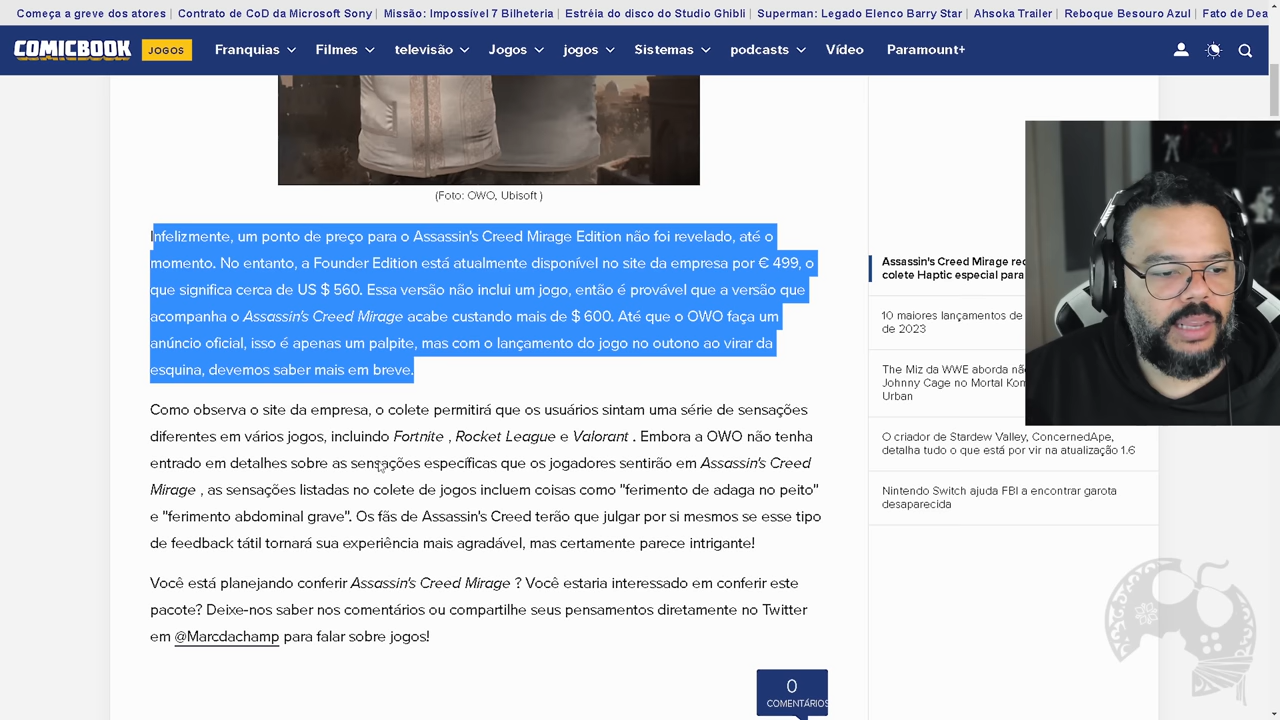 Começa a greve dos atores | Contrato de CoD da Microsoft Sony | Missão: Impossível 7 Bilheteria | Estréia do disco do Studio Ghibli | Superman: Legado Elenco Barry Star | Ahsoka Trailer | Reboque Besouro Azul | Fato de Dea
COMICBOOK JOGOS Franquias Filmes televisão Jogos jogos Sistemas podcasts Vídeo Paramount+
(Foto: OWO, Ubisoft )
Infelizmente, um ponto de preço para o Assassin's Creed Mirage Edition não foi revelado, até o
momento. No entanto, a Founder Edition está atualmente disponível no site da empresa por € 499, o
que significa cerca de US $ 560. Essa versão não inclui um jogo, então é provável que a versão que
acompanha o Assassin's Creed Mirage acabe custando mais de $ 600. Até que o OWO faça um
anúncio oficial, isso é apenas um palpite, mas com o lançamento do jogo no outono ao virar da
esquina, devemos saber mais em breve.
Como observa o site da empresa, o colete permitirá que os usuários sintam uma série de sensações
diferentes em vários jogos, incluindo Fortnite , Rocket League e Valorant . Embora a OWO não tenha
entrado em detalhes sobre as sensações específicas que os jogadores sentirão em Assassin's Creed
Mirage , as sensações listadas no colete de jogos incluem coisas como "ferimento de adaga no peito"
e "ferimento abdominal grave". Os fãs de Assassin's Creed terão que julgar por si mesmos se esse tipo
de feedback tátil tornará sua experiência mais agradável, mas certamente parece intrigante!
Você está planejando conferir Assassin's Creed Mirage ? Você estaria interessado em conferir este
pacote? Deixe-nos saber nos comentários ou compartilhe seus pensamentos diretamente no Twitter
em @Marcdachamp para falar sobre jogos!
0
COMENTÁRIOS
Assassin's Creed Mirage rec
colete Haptic especial para
10 maiores lançamentos de
de 2023
The Miz da WWE aborda nã
Johnny Cage no Mortal Kom
Urban
O criador de Stardew Valley, ConcernedApe,
detalha tudo o que está por vir na atualização 1.6
Nintendo Switch ajuda FBI a encontrar garota
desaparecida